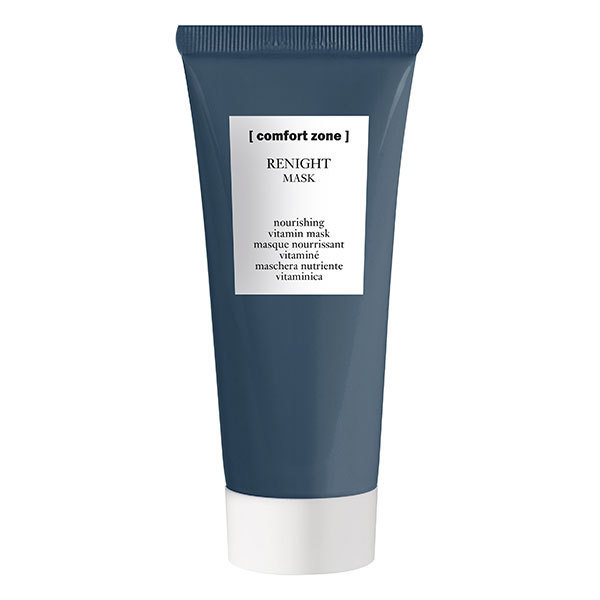 [ comfort zone ]
RENIGHT
MASK
nourishing
vitamin mask
masque nourrissant
vitaminé
maschera nutriente
vitaminica